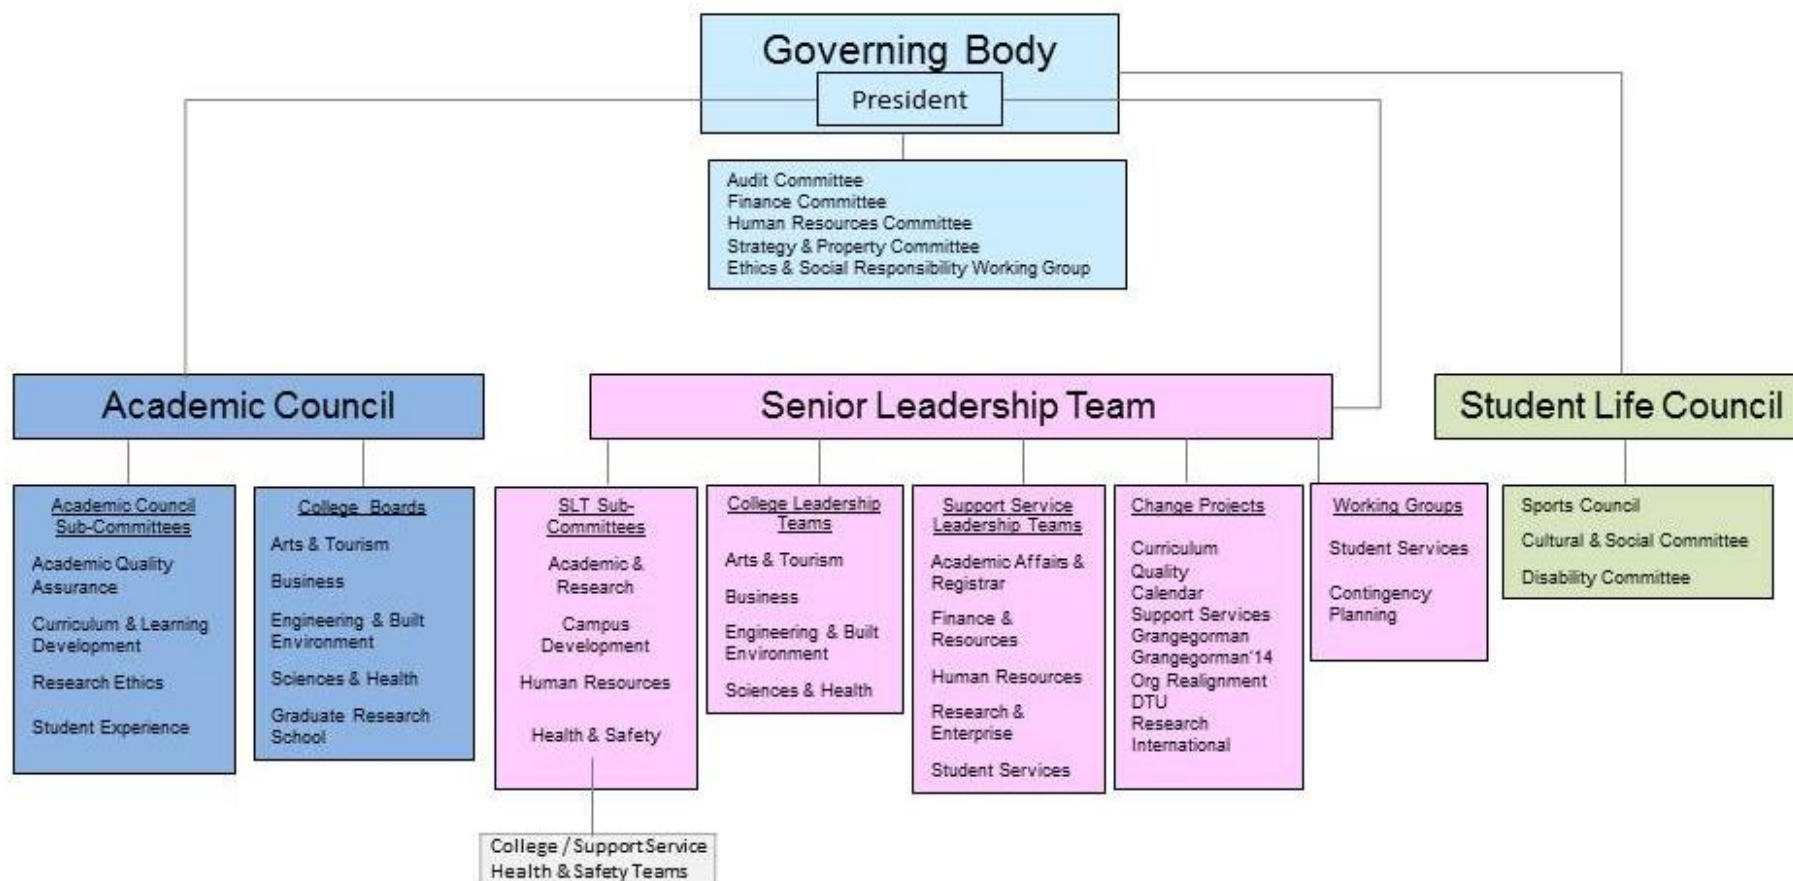 Governing Body
President
Audit Committee
Finance Committee
Human Resources Committee
Strategy & Property Committee
Ethics & Social Responsibility Working Group
Academic Council
Senior Leadership Team
Student Life Council
Academic Council
Sub-Committees
Academic Quality
Assurance
Curriculum & Learning
Development
Research Ethics
Student Experience
College Boards
Arts & Tourism
Business
Engineering & Built
Environment
Sciences & Health
Graduate Research
School
SLT Sub-
Committees
Academic &
Research
Campus
Development
Human Resources
Health & Safety
College / Support Service
Health & Safety Teams
College Leadership
Teams
Arts & Tourism
Business
Engineering & Built
Environment
Sciences & Health
Support Service
Leadership Teams
Academic Affairs &
Registrar
Finance &
Resources
Human Resources
Research &
Enterprise
Student Services
Change Projects
Curriculum
Quality
Calendar
Support Services
Grangegorman
Grangegorman'14
Org Realignment
DTU
Research
International
Working Groups
Student Services
Contingency
Planning
Sports Council
Cultural & Social Committee
Disability Committee